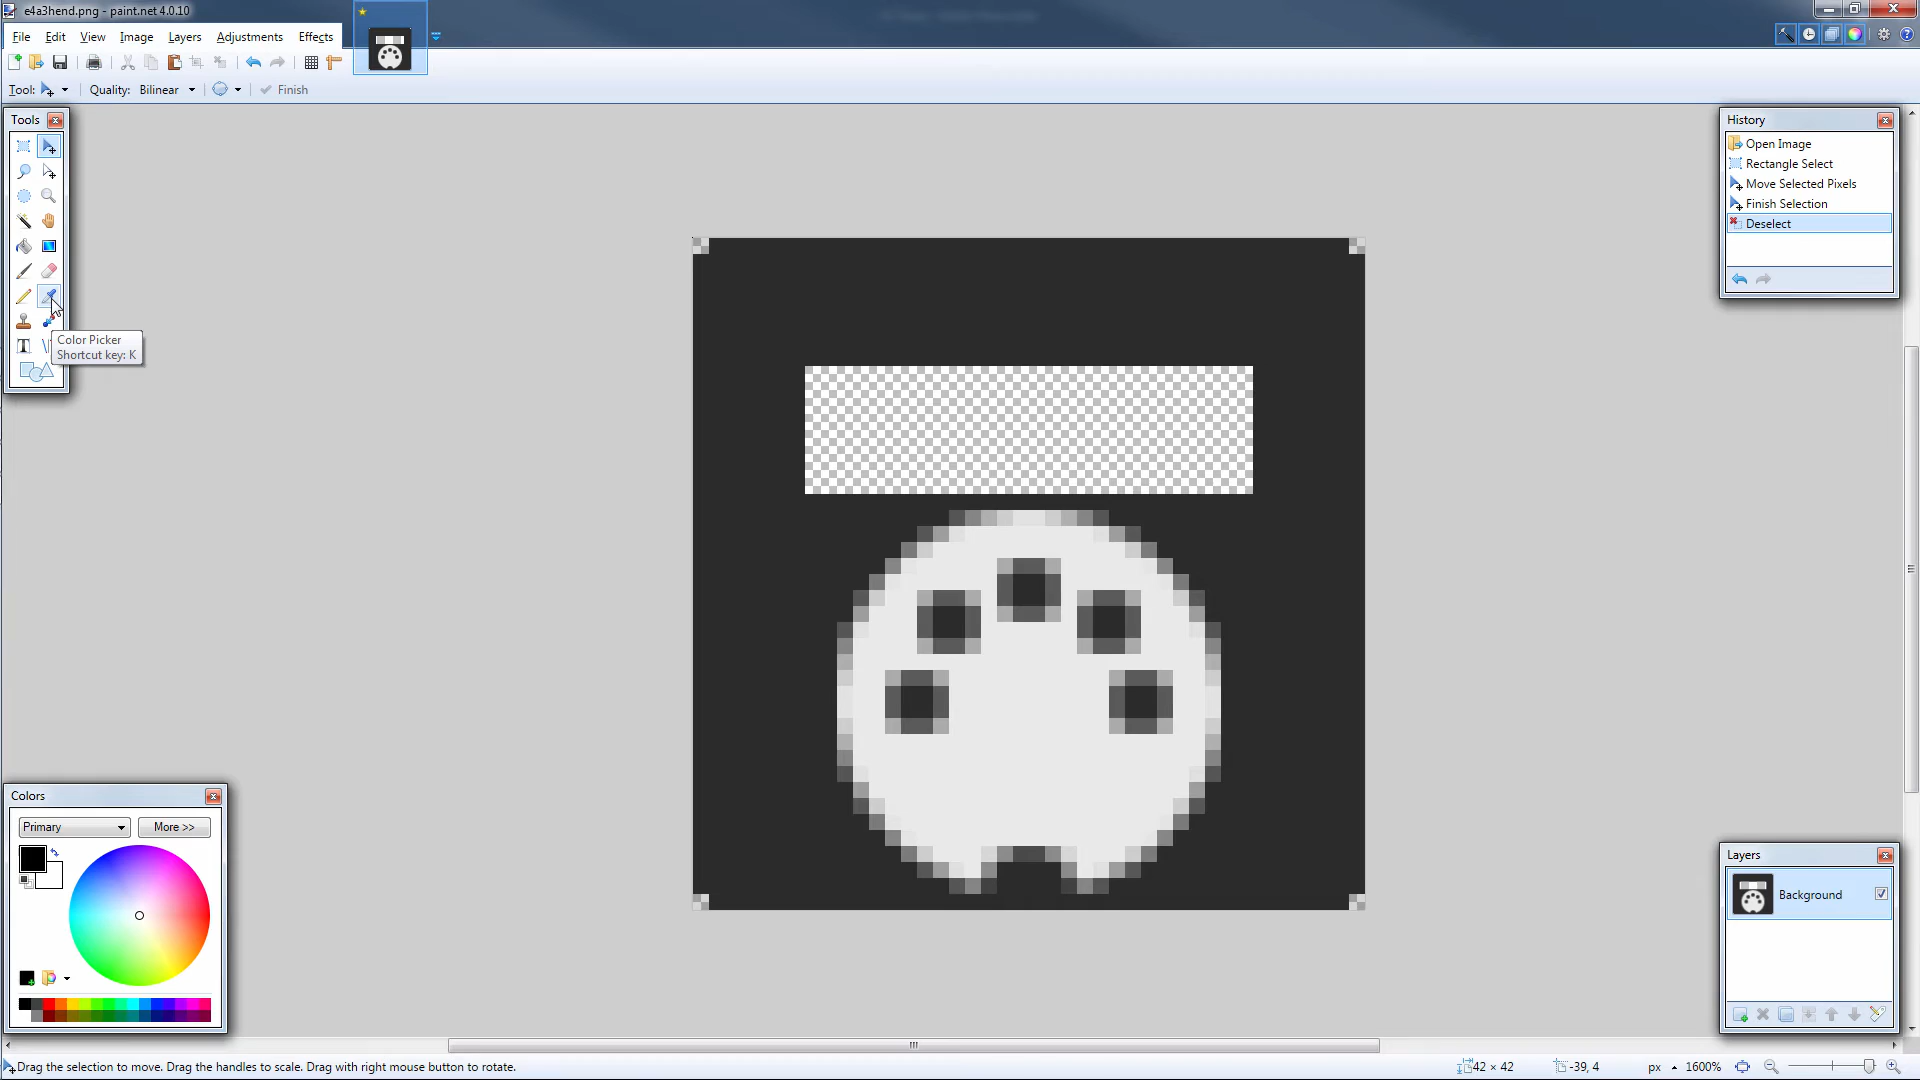 e4a3hend.png - paint.net 4.0.10
File Edit View Image Layers Adjustments Effects
Tool: Quality: Bilinear Finish
Tools
Color Picker
Shortcut key: K
T
History
Open Image
Rectangle Select
Move Selected Pixels
Finish Selection
Deselect
Colors
Primary More >>
Layers
Background
Drag the selection to move. Drag the handles to scale. Drag with right mouse button to rotate. 42 × 42 -39, 4 px 1600%